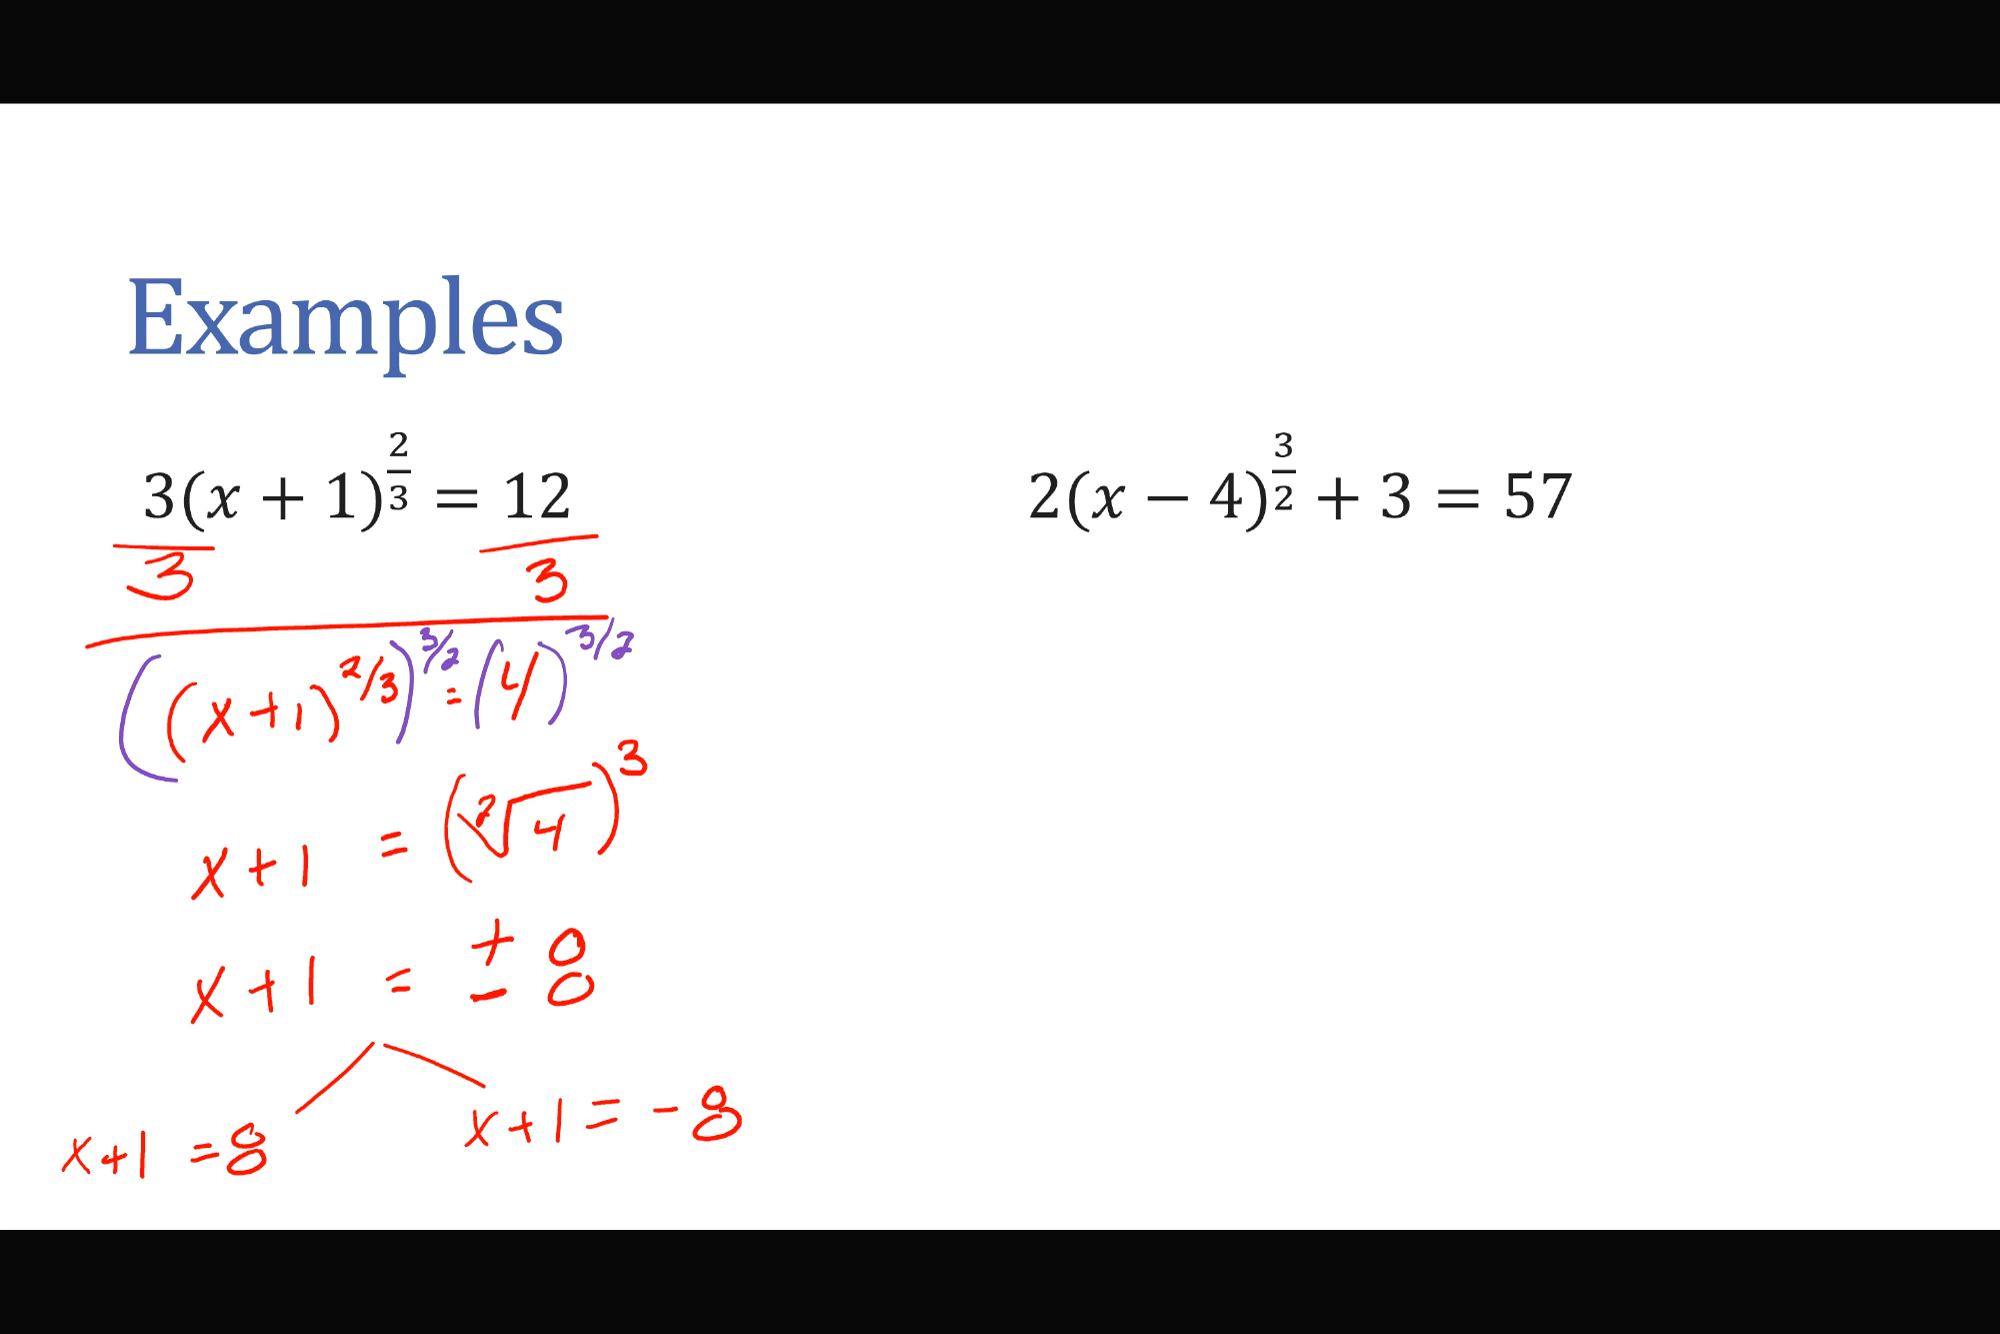 Examples
3(x + 1)^{2/3} = 12
3 3
((x+1)^{2/3})^{3/2} = (4)^{3/2}
x+1 = (²√4)³
x+1 = ± 8
x+1 = 8 x+1 = -8
2(x − 4)^{3/2} + 3 = 57